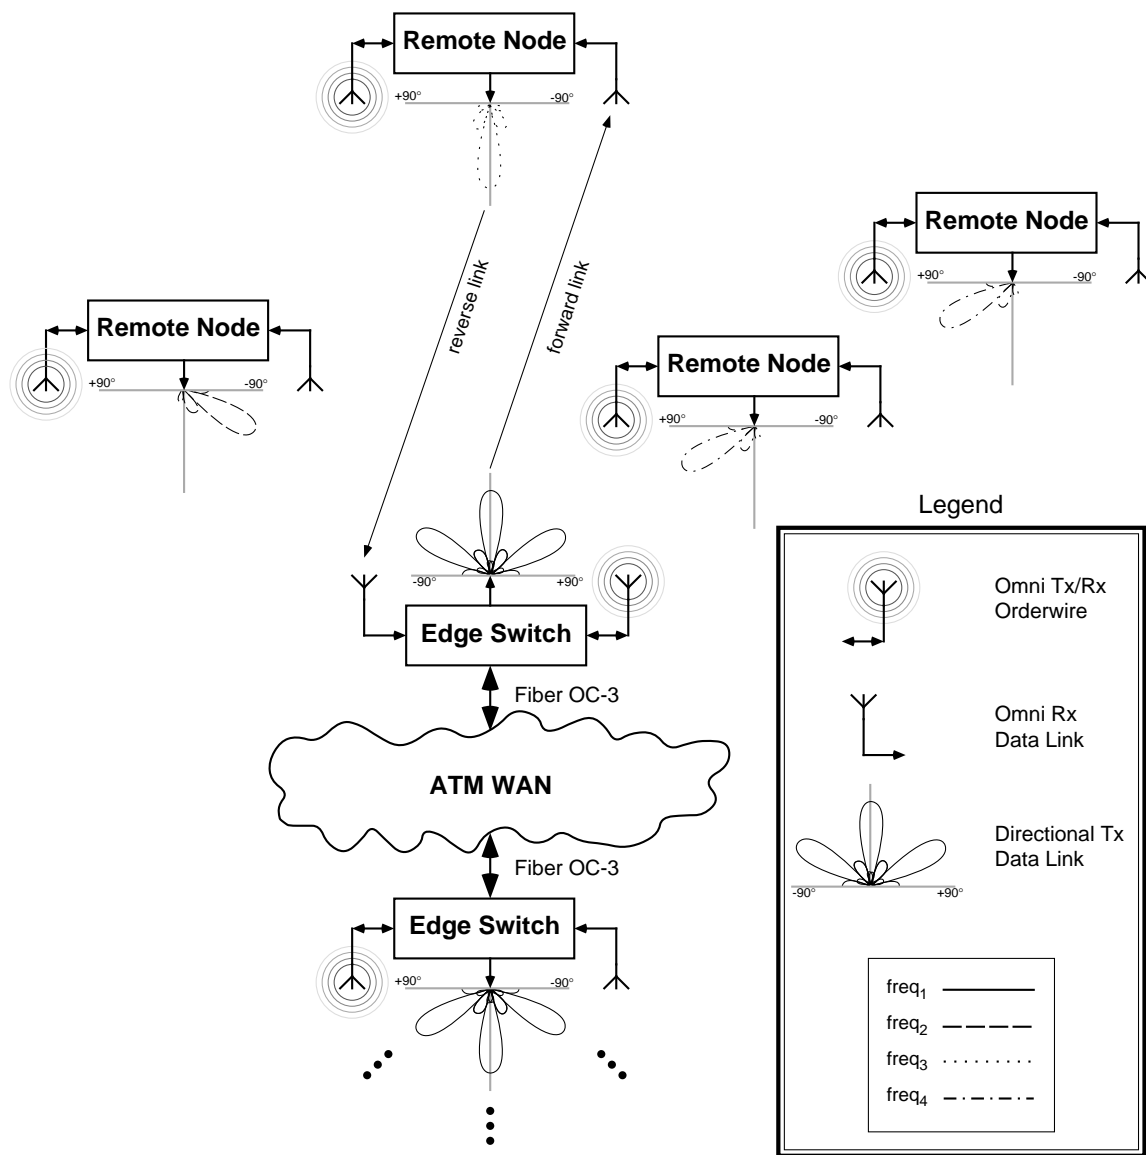 Remote Node
+90°
-90°
Remote Node
+90°
-90°
reverse link
forward link
Remote Node
+90°
-90°
Remote Node
+90°
-90°
-90°
+90°
Edge Switch
Fiber OC-3
ATM WAN
Fiber OC-3
Edge Switch
+90°
-90°
Legend
Omni Tx/Rx
Orderwire
Omni Rx
Data Link
Directional Tx
Data Link
-90°
+90°
freq1
freq2
freq3
freq4